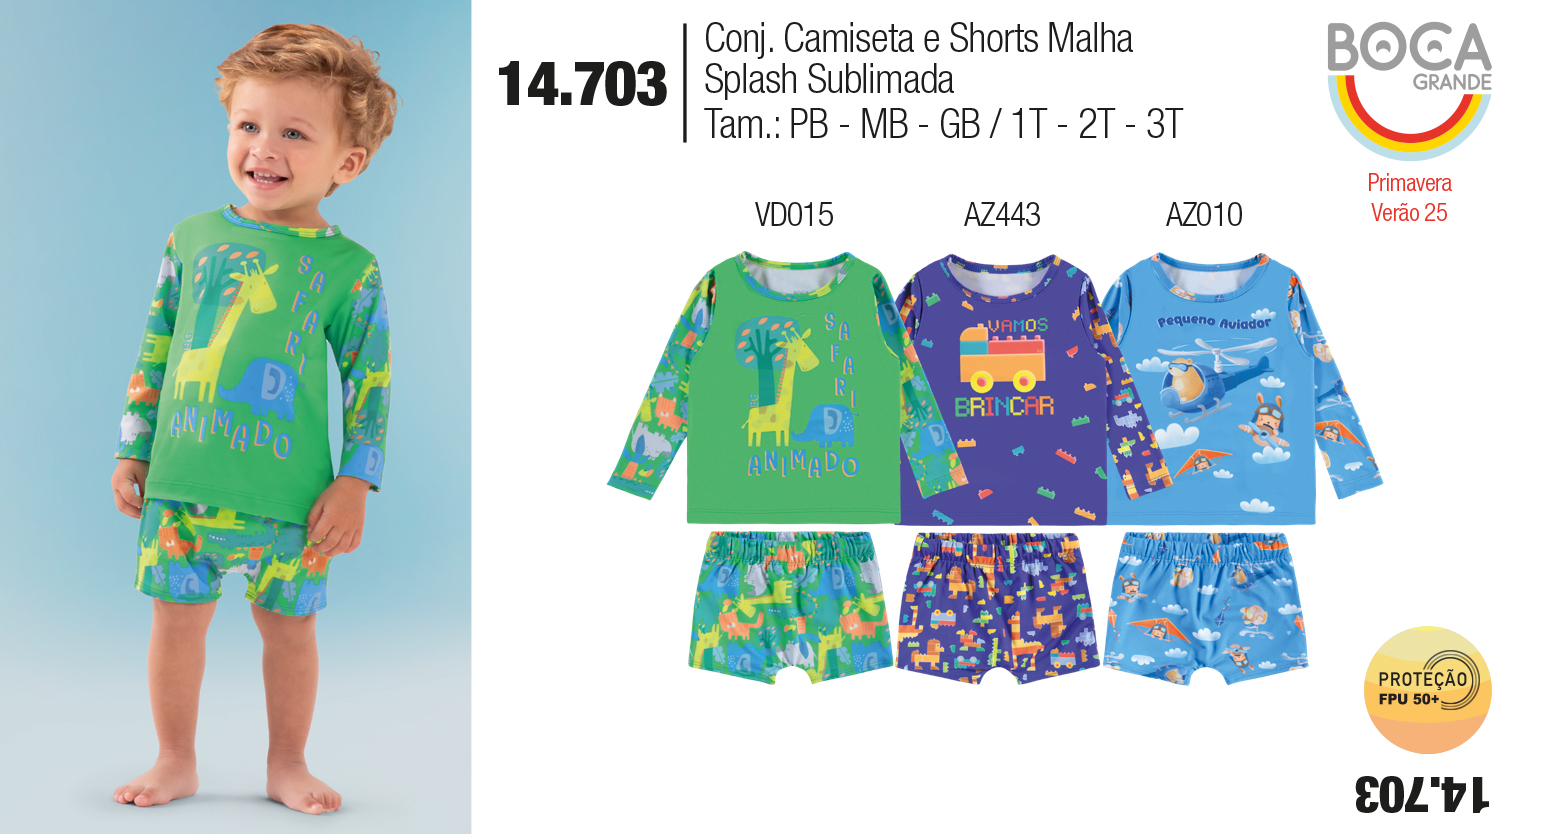 14.703
Conj. Camiseta e Shorts Malha
Splash Sublimada
Tam.: PB - MB - GB / 1T - 2T - 3T
BOCA
GRANDE
Primavera
Verão 25
VD015
AZ443
AZ010
SAFARI
ANIMADO
SAFARI
ANIMADO
VAMOS
BRINCAR
Pequeno Aviador
PROTEÇÃO
FPU 50+
14.703